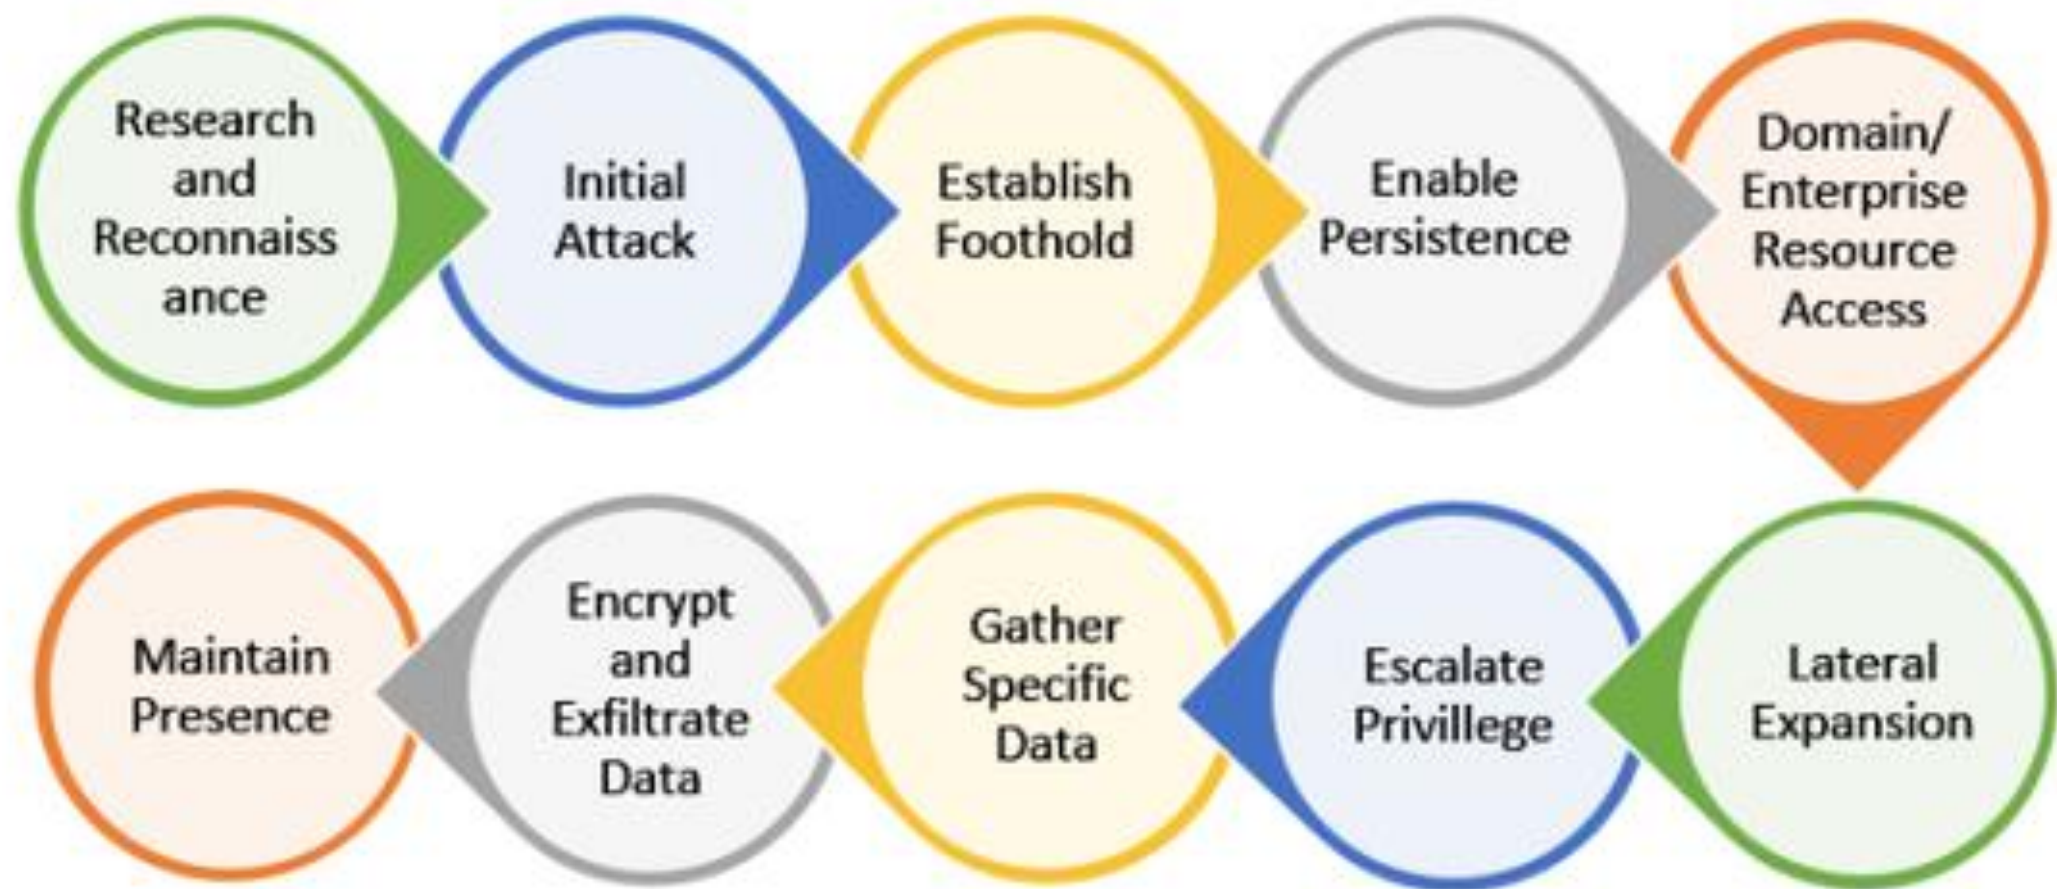 Research
and
Reconnaiss
ance
Initial
Attack
Establish
Foothold
Enable
Persistence
Domain/
Enterprise
Resource
Access
Lateral
Expansion
Escalate
Privillege
Gather
Specific
Data
Encrypt
and
Exfiltrate
Data
Maintain
Presence